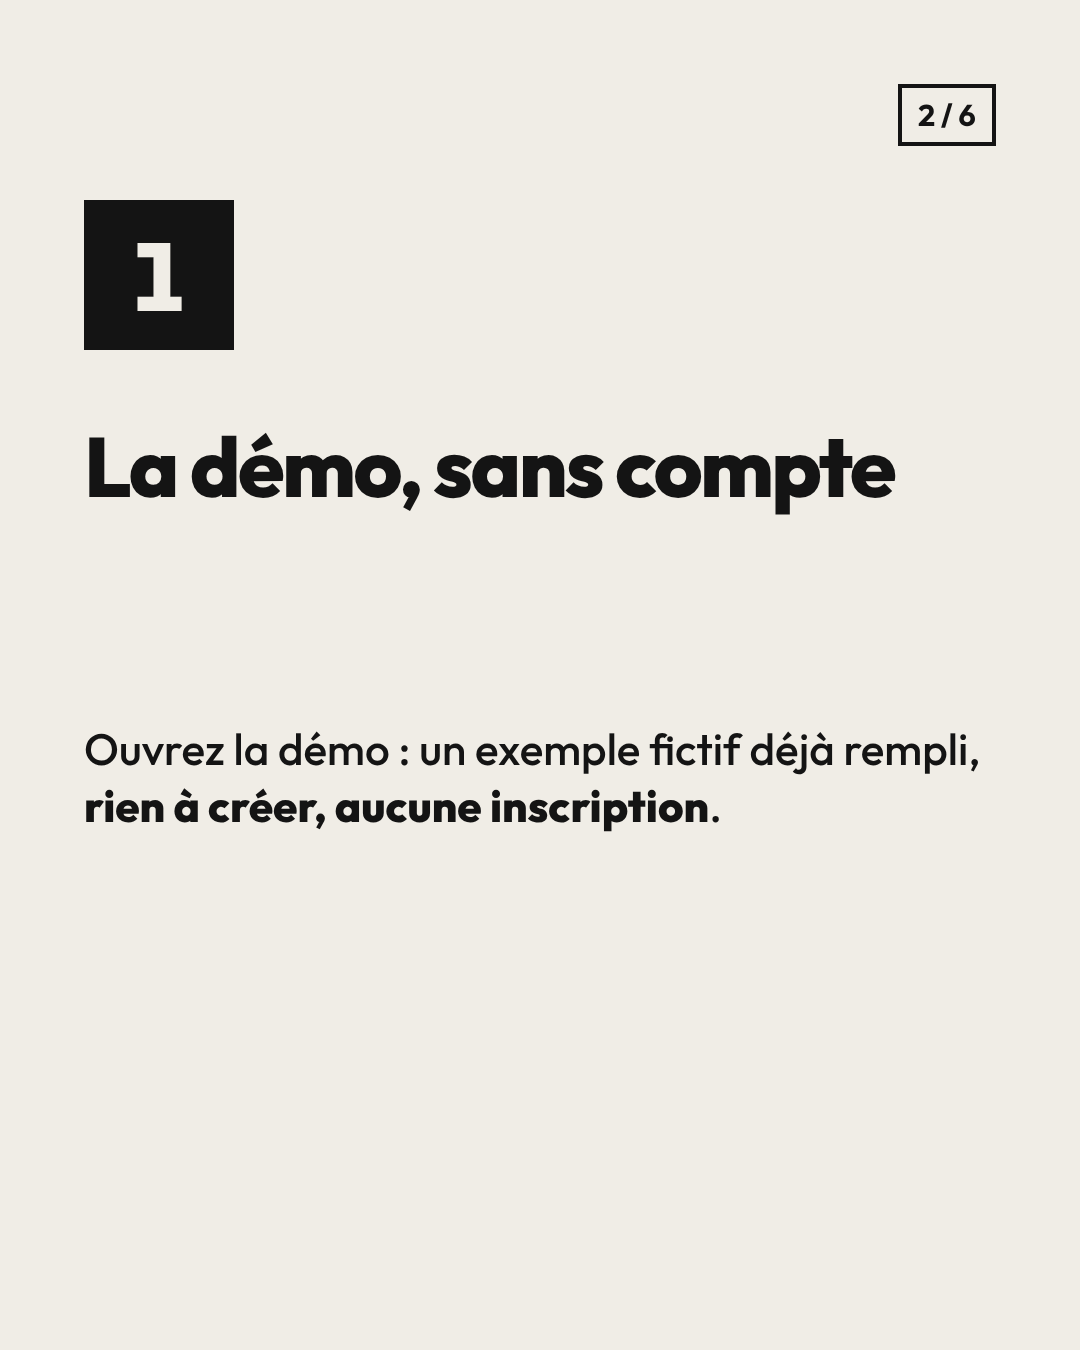 2 / 6
1
La démo, sans compte
Ouvrez la démo : un exemple fictif déjà rempli,
rien à créer, aucune inscription.